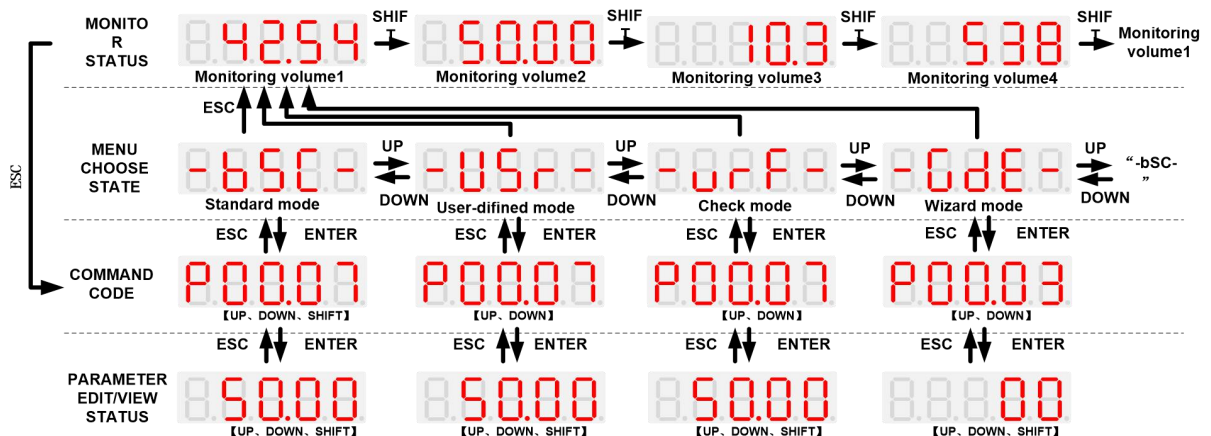 MONITO
R
STATUS
42.54
SHIF
T
50.00
SHIF
T
10.3
SHIF
T
538
SHIF
T
Monitoring
volume1
Monitoring volume1
Monitoring volume2
Monitoring volume3
Monitoring volume4
ESC
ESC
MENU
CHOOSE
STATE
-bSC-
UP
DOWN
-USr-
UP
DOWN
-urF-
UP
DOWN
-GdE-
UP
DOWN
“-bSC-
”
Standard mode
User-difined mode
Check mode
Wizard mode
ESC
ENTER
ESC
ENTER
ESC
ENTER
ESC
ENTER
COMMAND
CODE
P00.07
P00.07
P00.07
P00.03
【UP、DOWN、SHIFT】
【UP、DOWN】
【UP、DOWN】
【UP、DOWN】
ESC
ENTER
ESC
ENTER
ESC
ENTER
ESC
ENTER
PARAMETER
EDIT/VIEW
STATUS
50.00
50.00
50.00
00
【UP、DOWN、SHIFT】
【UP、DOWN、SHIFT】
【UP、DOWN、SHIFT】
【UP、DOWN、SHIFT】